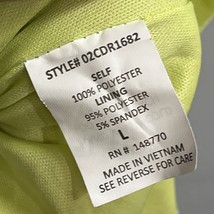 STYLE# 02CDR1682
SELF
100% POLYESTER
LINING
95% POLYESTER
5% SPANDEX
L
RN # 148770
MADE IN VIETNAM
SEE REVERSE FOR CARE